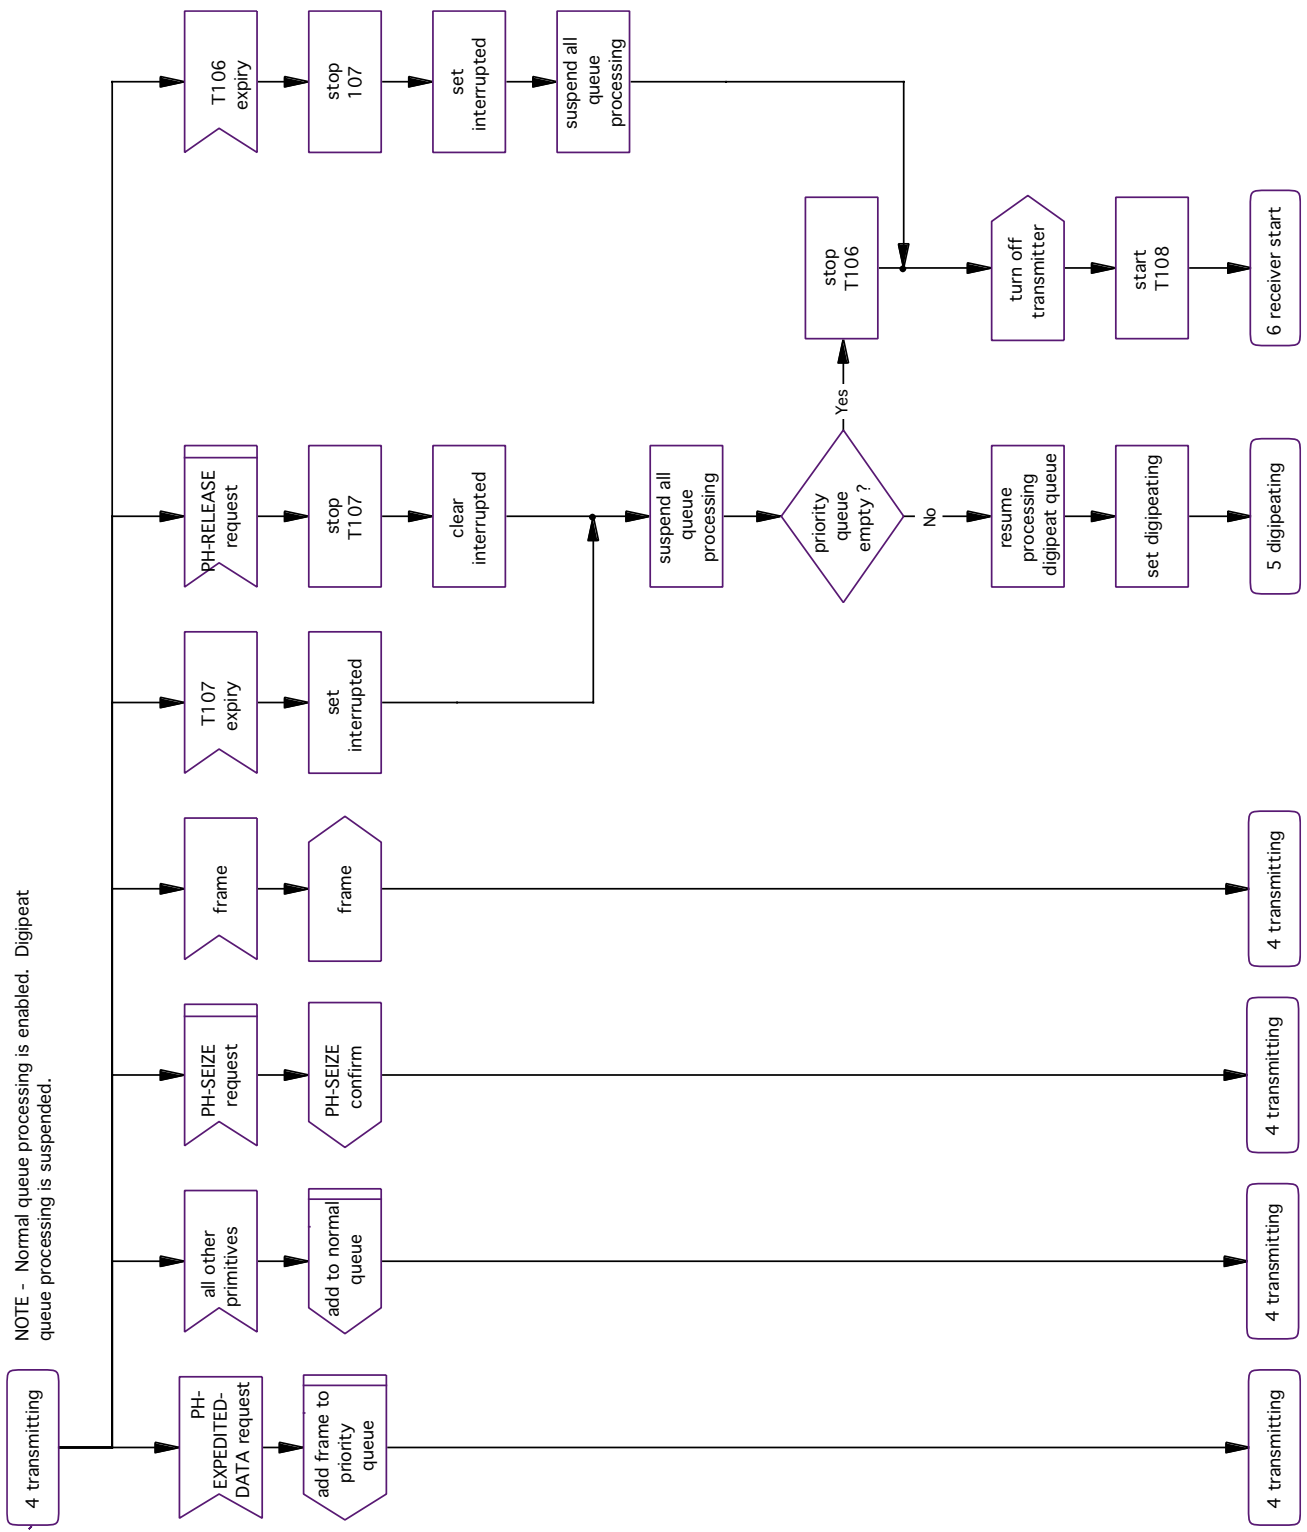 4 transmitting
NOTE - Normal queue processing is enabled. Digipeat
queue processing is suspended.
PH-
EXPEDITED-
DATA request
add frame to
priority
queue
4 transmitting
all other
primitives
add to normal
queue
4 transmitting
PH-SEIZE
request
PH-SEIZE
confirm
4 transmitting
frame
frame
4 transmitting
T107
expiry
set
interrupted
PH-RELEASE
request
stop
T107
clear
interrupted
suspend all
queue
processing
priority
queue
empty ?
No
resume
processing
digipeat queue
set digipeating
5 digipeating
Yes
stop
T106
turn off
transmitter
start
T108
6 receiver start
T106
expiry
stop
107
set
interrupted
suspend all
queue
processing